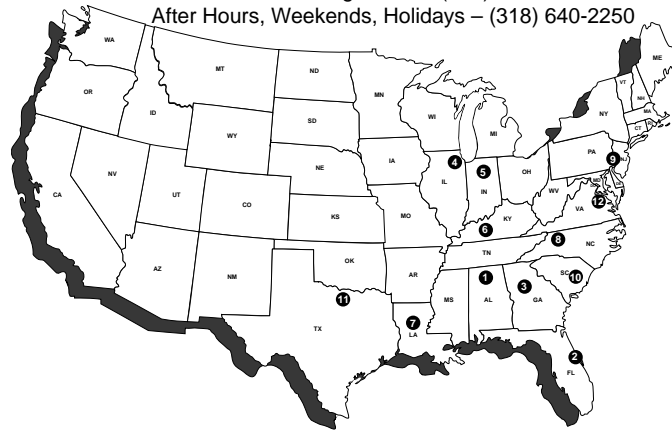 After Hours, Weekends, Holidays – (318) 640-2250
WA
ME
MT
ND
MN
VT
OR
NH
ID
WI
NY
MA
SD
MI
CT
WY
PA
9
NJ
IA
4
5
OH
NE
MD
NV
IL
IN
WV
12
UT
CO
VA
CA
KS
MO
KY
6
8
NC
OK
TN
AZ
NM
AR
1
3
SC
10
11
MS
AL
GA
TX
7
LA
2
FL